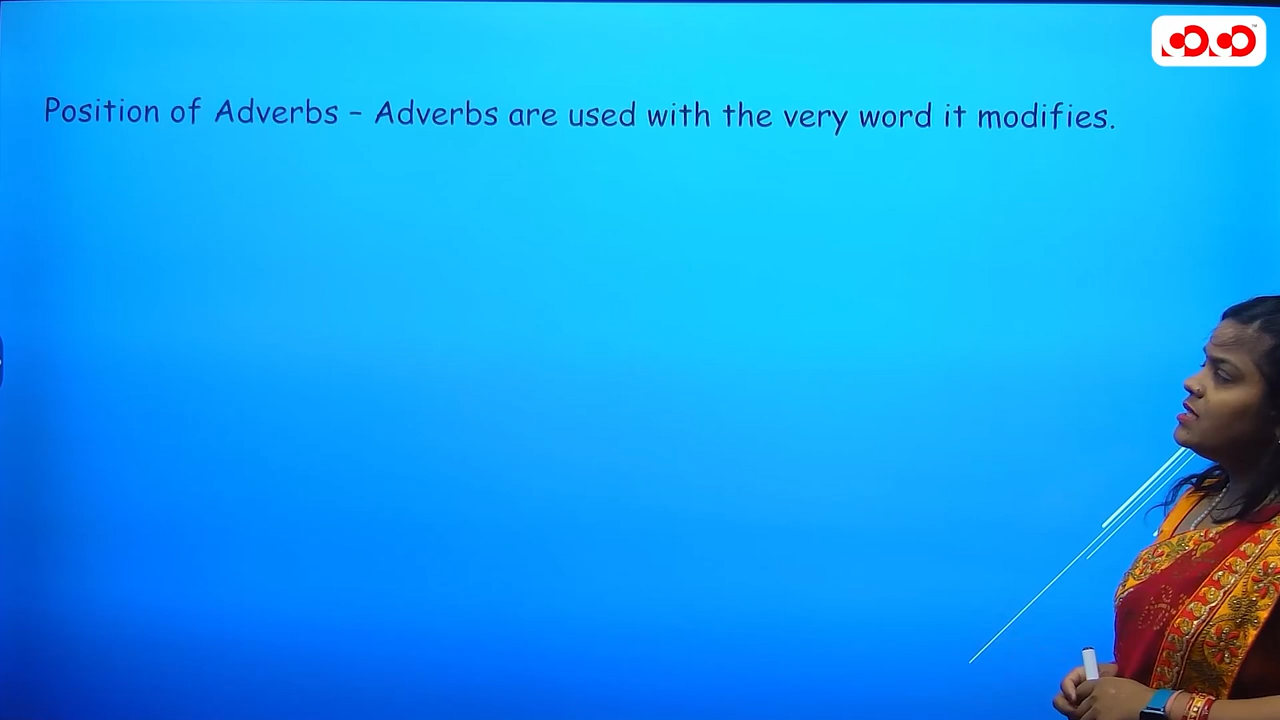 Position of Adverbs – Adverbs are used with the very word it modifies.